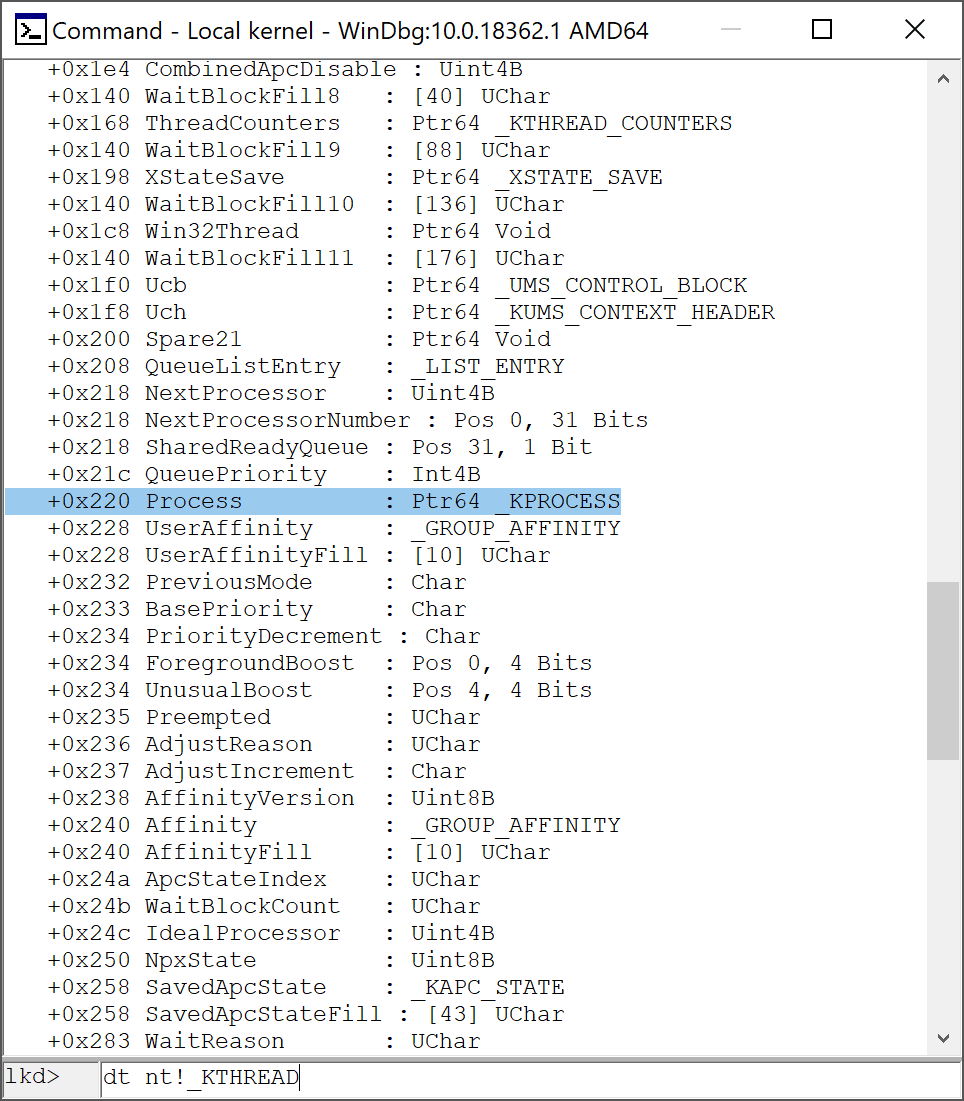 Command - Local kernel - WinDbg:10.0.18362.1 AMD64
+0x1e4 CombinedApcDisable : Uint4B
+0x140 WaitBlockFill8   : [40] UChar
+0x168 ThreadCounters   : Ptr64 _KTHREAD_COUNTERS
+0x140 WaitBlockFill9   : [88] UChar
+0x198 XStateSave       : Ptr64 _XSTATE_SAVE
+0x140 WaitBlockFill10  : [136] UChar
+0x1c8 Win32Thread      : Ptr64 Void
+0x140 WaitBlockFill11  : [176] UChar
+0x1f0 Ucb              : Ptr64 _UMS_CONTROL_BLOCK
+0x1f8 Uch              : Ptr64 _KUMS_CONTEXT_HEADER
+0x200 Spare21          : Ptr64 Void
+0x208 QueueListEntry   : _LIST_ENTRY
+0x218 NextProcessor    : Uint4B
+0x218 NextProcessorNumber : Pos 0, 31 Bits
+0x218 SharedReadyQueue : Pos 31, 1 Bit
+0x21c QueuePriority    : Int4B
+0x220 Process          : Ptr64 _KPROCESS
+0x228 UserAffinity     : _GROUP_AFFINITY
+0x228 UserAffinityFill : [10] UChar
+0x232 PreviousMode     : Char
+0x233 BasePriority     : Char
+0x234 PriorityDecrement : Char
+0x234 ForegroundBoost  : Pos 0, 4 Bits
+0x234 UnusualBoost     : Pos 4, 4 Bits
+0x235 Preempted        : UChar
+0x236 AdjustReason     : UChar
+0x237 AdjustIncrement  : Char
+0x238 AffinityVersion  : Uint8B
+0x240 Affinity         : _GROUP_AFFINITY
+0x240 AffinityFill     : [10] UChar
+0x24a ApcStateIndex    : UChar
+0x24b WaitBlockCount   : UChar
+0x24c IdealProcessor   : Uint4B
+0x250 NpxState         : Uint8B
+0x258 SavedApcState    : _KAPC_STATE
+0x258 SavedApcStateFill : [43] UChar
+0x283 WaitReason       : UChar
lkd> dt nt!_KTHREAD